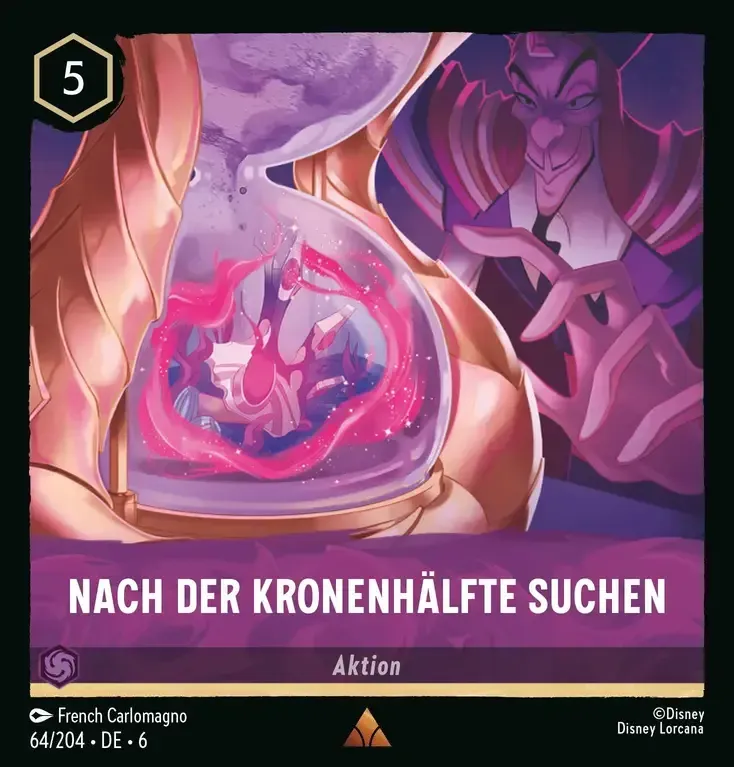 5
NACH DER KRONENHÄLFTE SUCHEN
Aktion
French Carlomagno
©Disney
64/204 • DE • 6
Disney Lorcana